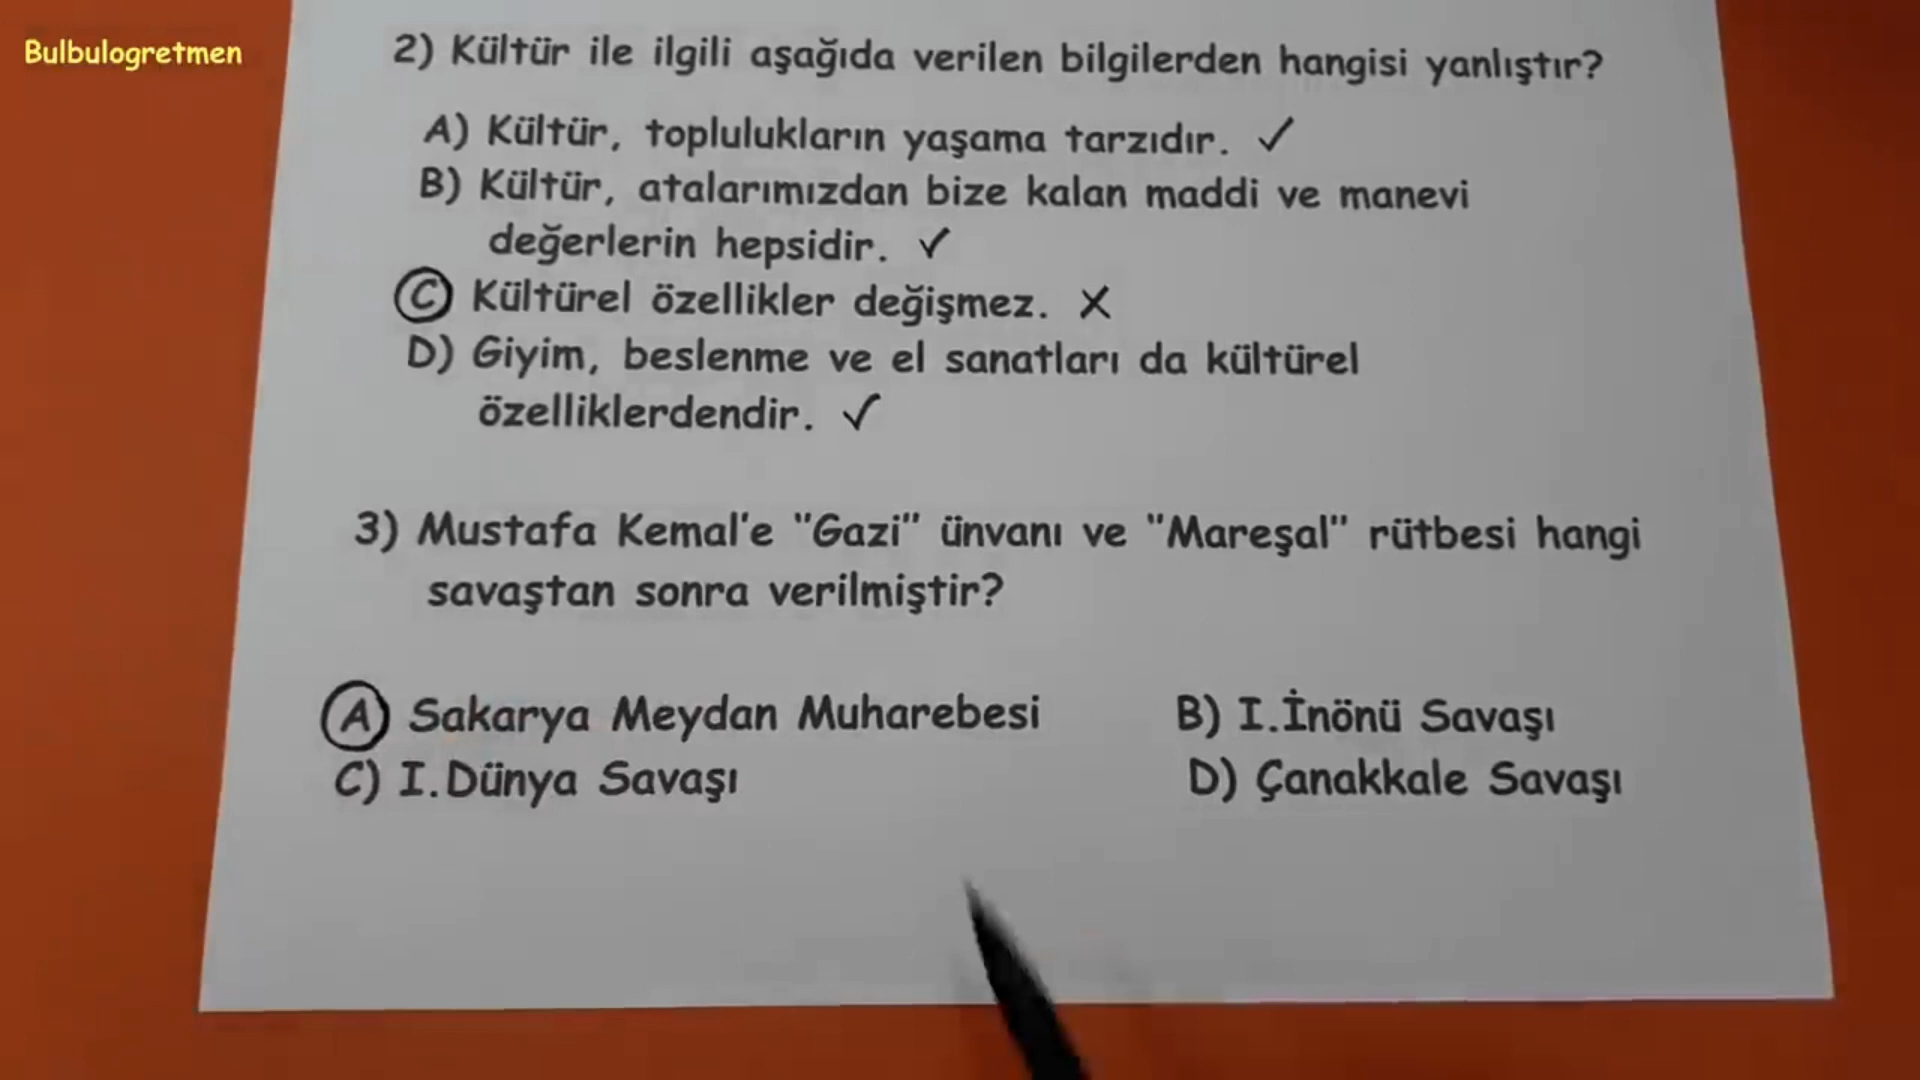 Bulbulogretmen
2) Kültür ile ilgili aşağıda verilen bilgilerden hangisi yanlıştır?
A) Kültür, toplulukların yaşama tarzıdır. ✓
B) Kültür, atalarımızdan bize kalan maddi ve manevi
değerlerin hepsidir. ✓
C) Kültürel özellikler değişmez. X
D) Giyim, beslenme ve el sanatları da kültürel
özelliklerdendir. ✓
3) Mustafa Kemal'e "Gazi" ünvanı ve "Mareşal" rütbesi hangi
savaştan sonra verilmiştir?
A) Sakarya Meydan Muharebesi B) I.İnönü Savaşı
C) I.Dünya Savaşı D) Çanakkale Savaşı